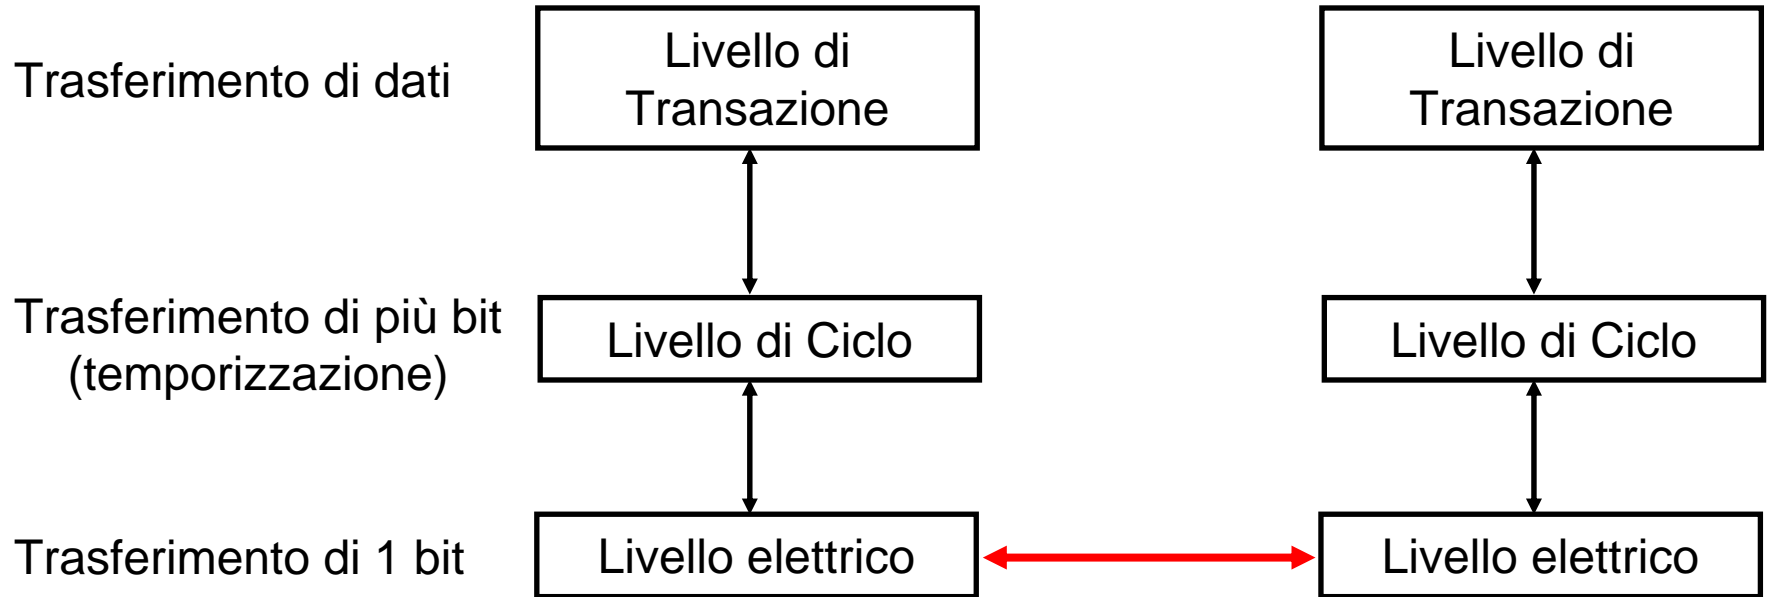 Trasferimento di dati
Livello di
Transazione
Livello di
Transazione
Trasferimento di più bit
(temporizzazione)
Livello di Ciclo
Livello di Ciclo
Trasferimento di 1 bit
Livello elettrico
Livello elettrico